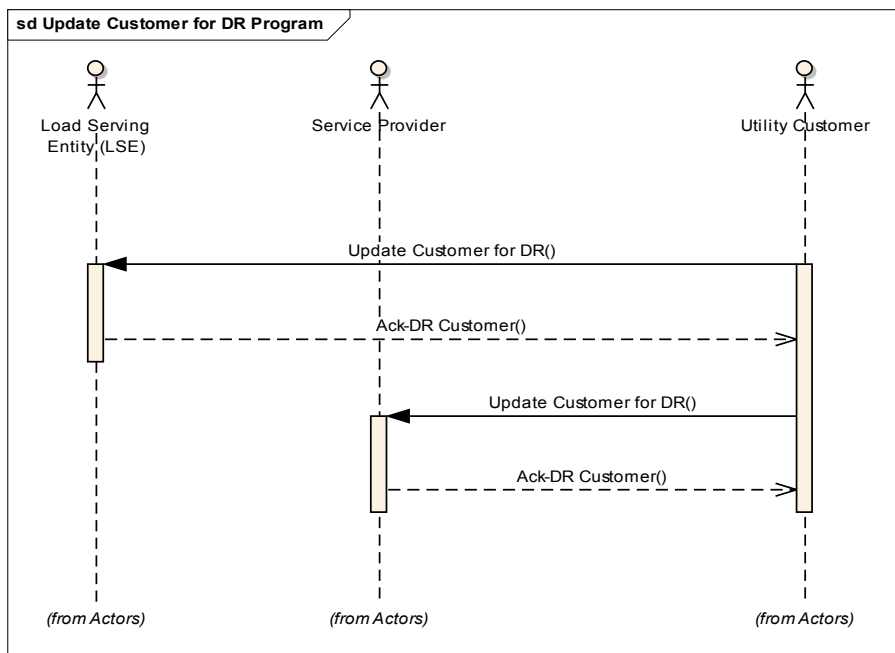 sd Update Customer for DR Program
Load Serving
Entity (LSE)
Service Provider
Utility Customer
Update Customer for DR()
Ack-DR Customer()
Update Customer for DR()
Ack-DR Customer()
(from Actors)
(from Actors)
(from Actors)